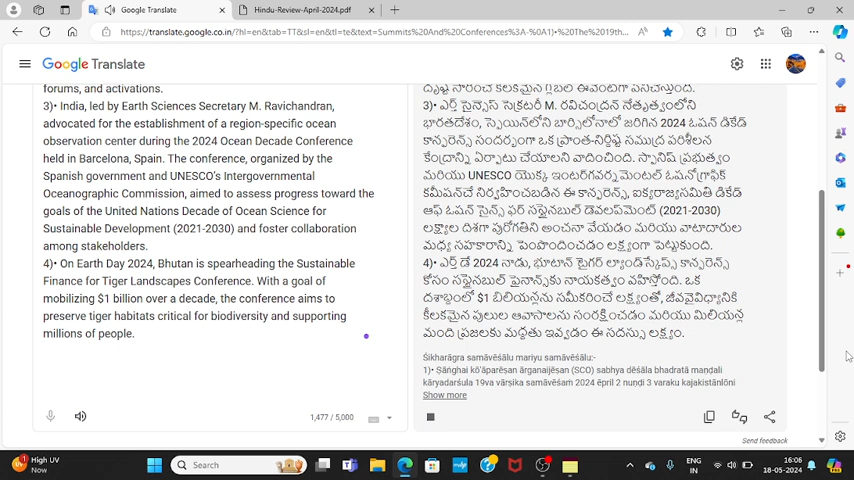 Google Translate
Hindu-Review-April-2024.pdf
https://translate.google.co.in/?hl=en&tab=TT&sl=en&tl=te&text=Summits%20And%20Conferences%3A-%0A1)•%20The%2019th...
Google Translate
forums, and activations.
3)• India, led by Earth Sciences Secretary M. Ravichandran,
advocated for the establishment of a region-specific ocean
observation center during the 2024 Ocean Decade Conference
held in Barcelona, Spain. The conference, organized by the
Spanish government and UNESCO's Intergovernmental
Oceanographic Commission, aimed to assess progress toward the
goals of the United Nations Decade of Ocean Science for
Sustainable Development (2021-2030) and foster collaboration
among stakeholders.
4)• On Earth Day 2024, Bhutan is spearheading the Sustainable
Finance for Tiger Landscapes Conference. With a goal of
mobilizing $1 billion over a decade, the conference aims to
preserve tiger habitats critical for biodiversity and supporting
millions of people.
1,477 / 5,000
3)• ఎర్త్ సైన్సెస్ సెక్రటరీ M. రవిచంద్రన్ నేతృత్వంలోని
భారతదేశం, స్పెయిన్‌లోని బార్సిలోనాలో జరిగిన 2024 ఓషన్ డికేడ్
కాన్ఫరెన్స్ సందర్భంగా ఒక ప్రాంత-నిర్దిష్ట సముద్ర పరిశీలన
కేంద్రాన్ని ఏర్పాటు చేయాలని వాదించింది. స్పానిష్ ప్రభుత్వం
మరియు UNESCO యొక్క ఇంటర్‌గవర్నమెంటల్ ఓషనోగ్రాఫిక్
కమీషన్‌చే నిర్వహించబడిన ఈ కాన్ఫరెన్స్, ఐక్యరాజ్యసమితి డికేడ్
ఆఫ్ ఓషన్ సైన్స్ ఫర్ సస్టైనబుల్ డెవలప్‌మెంట్ (2021-2030)
లక్ష్యాల దిశగా పురోగతిని అంచనా వేయడం మరియు వాటాదారుల
మధ్య సహకారాన్ని పెంపొందించడం లక్ష్యంగా పెట్టుకుంది.
4)• ఎర్త్ డే 2024 నాడు, భూటాన్ టైగర్ ల్యాండ్‌స్కేప్స్ కాన్ఫరెన్స్
కోసం సస్టైనబుల్ ఫైనాన్స్‌కు నాయకత్వం వహిస్తోంది. ఒక
దశాబ్దంలో $1 బిలియన్లను సమీకరించే లక్ష్యంతో, జీవవైవిధ్యానికి
కీలకమైన పులుల ఆవాసాలను సంరక్షించడం మరియు మిలియన్ల
మంది ప్రజలకు మద్దతు ఇవ్వడం ఈ సదస్సు లక్ష్యం.
Śikharāgra samāvēśālu mariyu samāvēśālu:-
1)• Ṣāṅghai kō'āparēṣan ārganaijēṣan (SCO) sabhya dēśāla bhadratā maṇḍali
kāryadarśula 19va vārṣika samāvēśaṁ 2024 ēpril 2 nuṇḍi 3 varaku kajakistānlōni
Show more
Send feedback
High UV
Now
Search
ENG
IN
16:06
18-05-2024